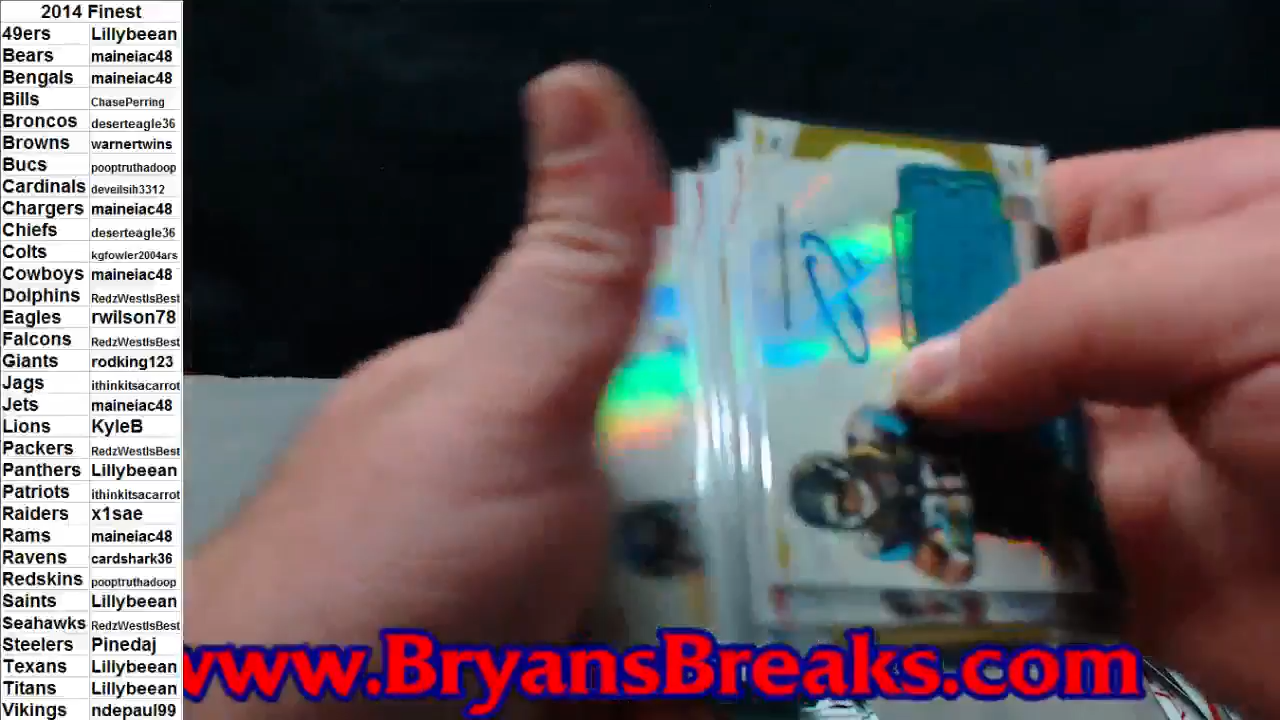 2014 Finest
49ers Lillybeean
Bears maineiac48
Bengals maineiac48
Bills ChasePerring
Broncos deserteagle36
Browns warnertwins
Bucs pooptruthadoop
Cardinals deveilsih3312
Chargers maineiac48
Chiefs deserteagle36
Colts kgfowler2004ars
Cowboys maineiac48
Dolphins RedzWestIsBest
Eagles rwilson78
Falcons RedzWestIsBest
Giants rodking123
Jags ithinkitsacarrot
Jets maineiac48
Lions KyleB
Packers RedzWestIsBest
Panthers Lillybeean
Patriots ithinkitsacarrot
Raiders x1sae
Rams maineiac48
Ravens cardshark36
Redskins pooptruthadoop
Saints Lillybeean
Seahawks RedzWestIsBest
Steelers Pinedaj
Texans Lillybeean
Titans Lillybeean
Vikings ndepaul99
www.BryansBreaks.com